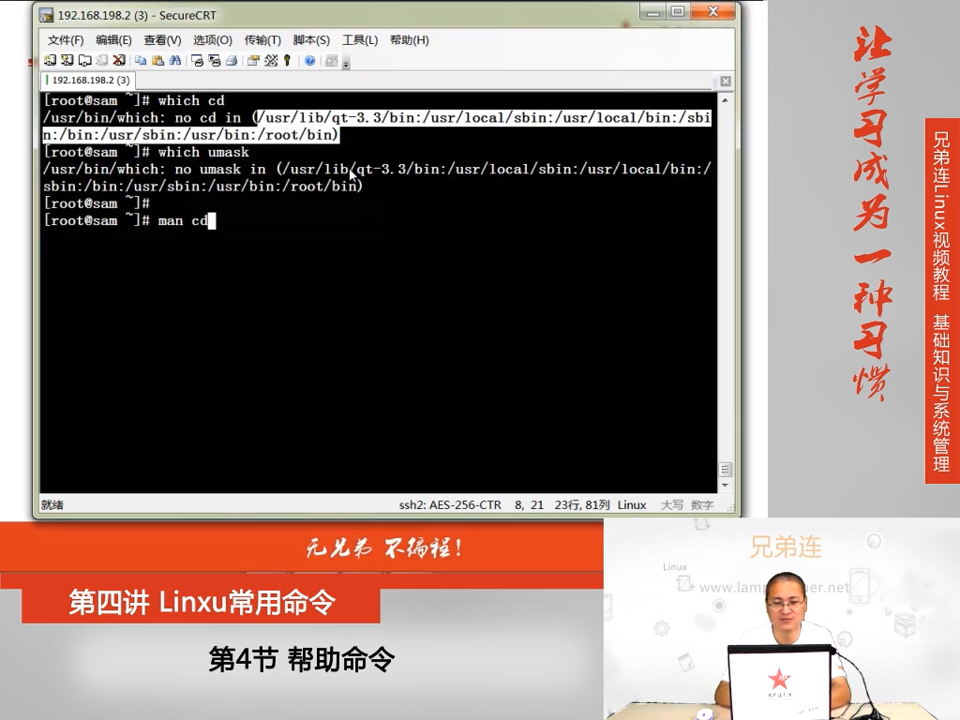 192.168.198.2 (3) - SecureCRT
文件(F) 编辑(E) 查看(V) 选项(O) 传输(T) 脚本(S) 工具(L) 帮助(H)
192.168.198.2 (3)
[root@sam ~]# which cd
/usr/bin/which: no cd in (/usr/lib/qt-3.3/bin:/usr/local/sbin:/usr/local/bin:/sbi
n:/bin:/usr/sbin:/usr/bin:/root/bin)
[root@sam ~]# which umask
/usr/bin/which: no umask in (/usr/lib/qt-3.3/bin:/usr/local/sbin:/usr/local/bin:/
sbin:/bin:/usr/sbin:/usr/bin:/root/bin)
[root@sam ~]#
[root@sam ~]# man cd
就绪 ssh2: AES-256-CTR 8, 21 23行, 81列 Linux 大写 数字
让学习成为一种习惯
兄弟连Linux视频教程 基础知识与系统管理
无兄弟 不编程!
第四讲 Linxu常用命令
第4节 帮助命令
兄弟连
Linux